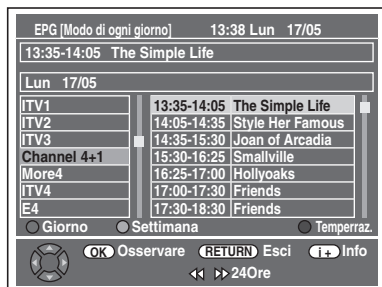 EPG [Modo di ogni giorno] 13:38 Lun 17/05
13:35-14:05 The Simple Life
Lun 17/05
ITV1
ITV2
ITV3
Channel 4+1
More4
ITV4
E4
13:35-14:05 The Simple Life
14:05-14:35 Style Her Famous
14:35-15:30 Joan of Arcadia
15:30-16:25 Smallville
16:25-17:00 Hollyoaks
17:00-17:30 Friends
17:30-18:30 Friends
Giorno Settimana Temperraz.
OK Osservare RETURN Esci i+ Info
24Ore